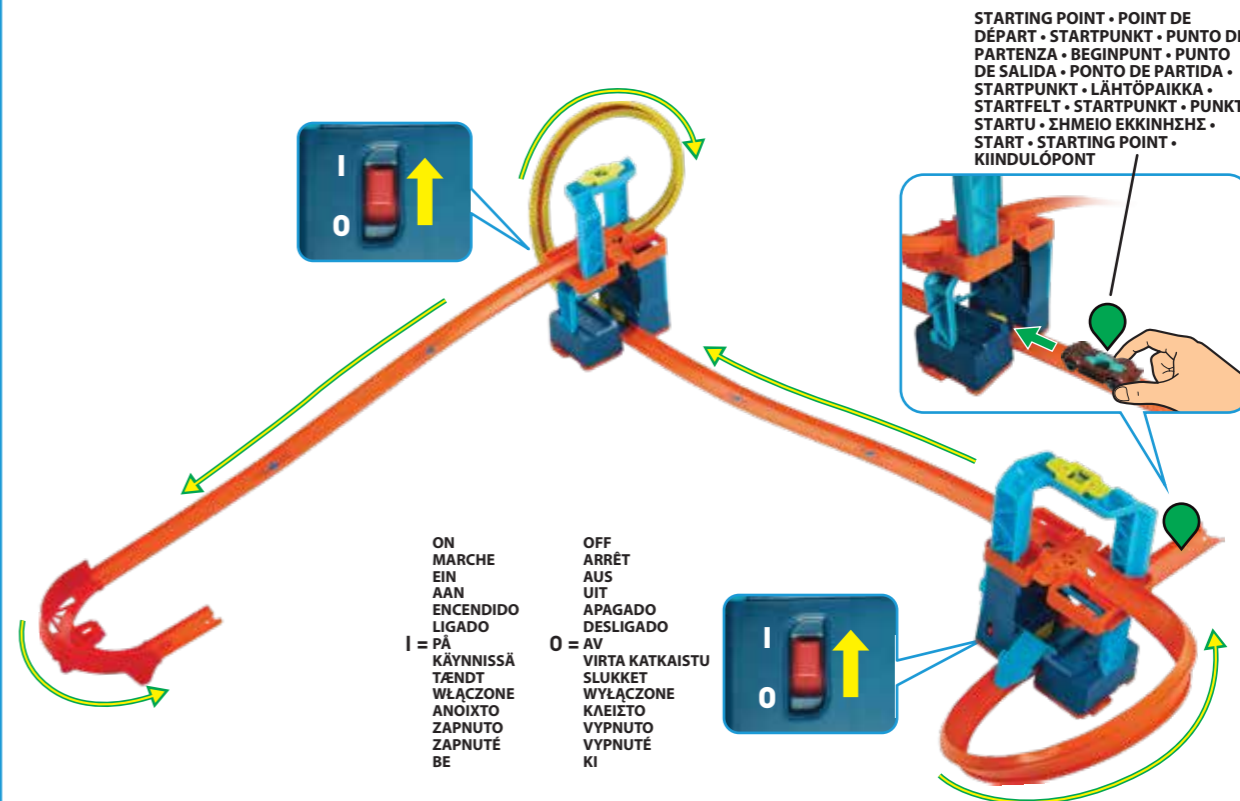 STARTING POINT • POINT DE
DÉPART • STARTPUNKT • PUNTO DI
PARTENZA • BEGINPUNT • PUNTO
DE SALIDA • PONTO DE PARTIDA •
STARTPUNKT • LÄHTÖPAIKKA •
STARTFELT • STARTPUNKT • PUNKT
STARTU • ΣΗΜΕΙΟ ΕΚΚΙΝΗΣΗΣ •
START • STARTING POINT •
KIINDULÓPONT
I
0
ON
MARCHE
EIN
AAN
ENCENDIDO
LIGADO
I = PÅ
KÄYNNISSÄ
TÆNDT
WŁĄCZONE
ΑΝΟΙΧΤΟ
ZAPNUTO
ZAPNUTÉ
BE
OFF
ARRÊT
AUS
UIT
APAGADO
DESLIGADO
0 = AV
VIRTA KATKAISTU
SLUKKET
WYŁĄCZONE
ΚΛΕΙΣΤΟ
VYPNUTO
VYPNUTÉ
KI
I
0